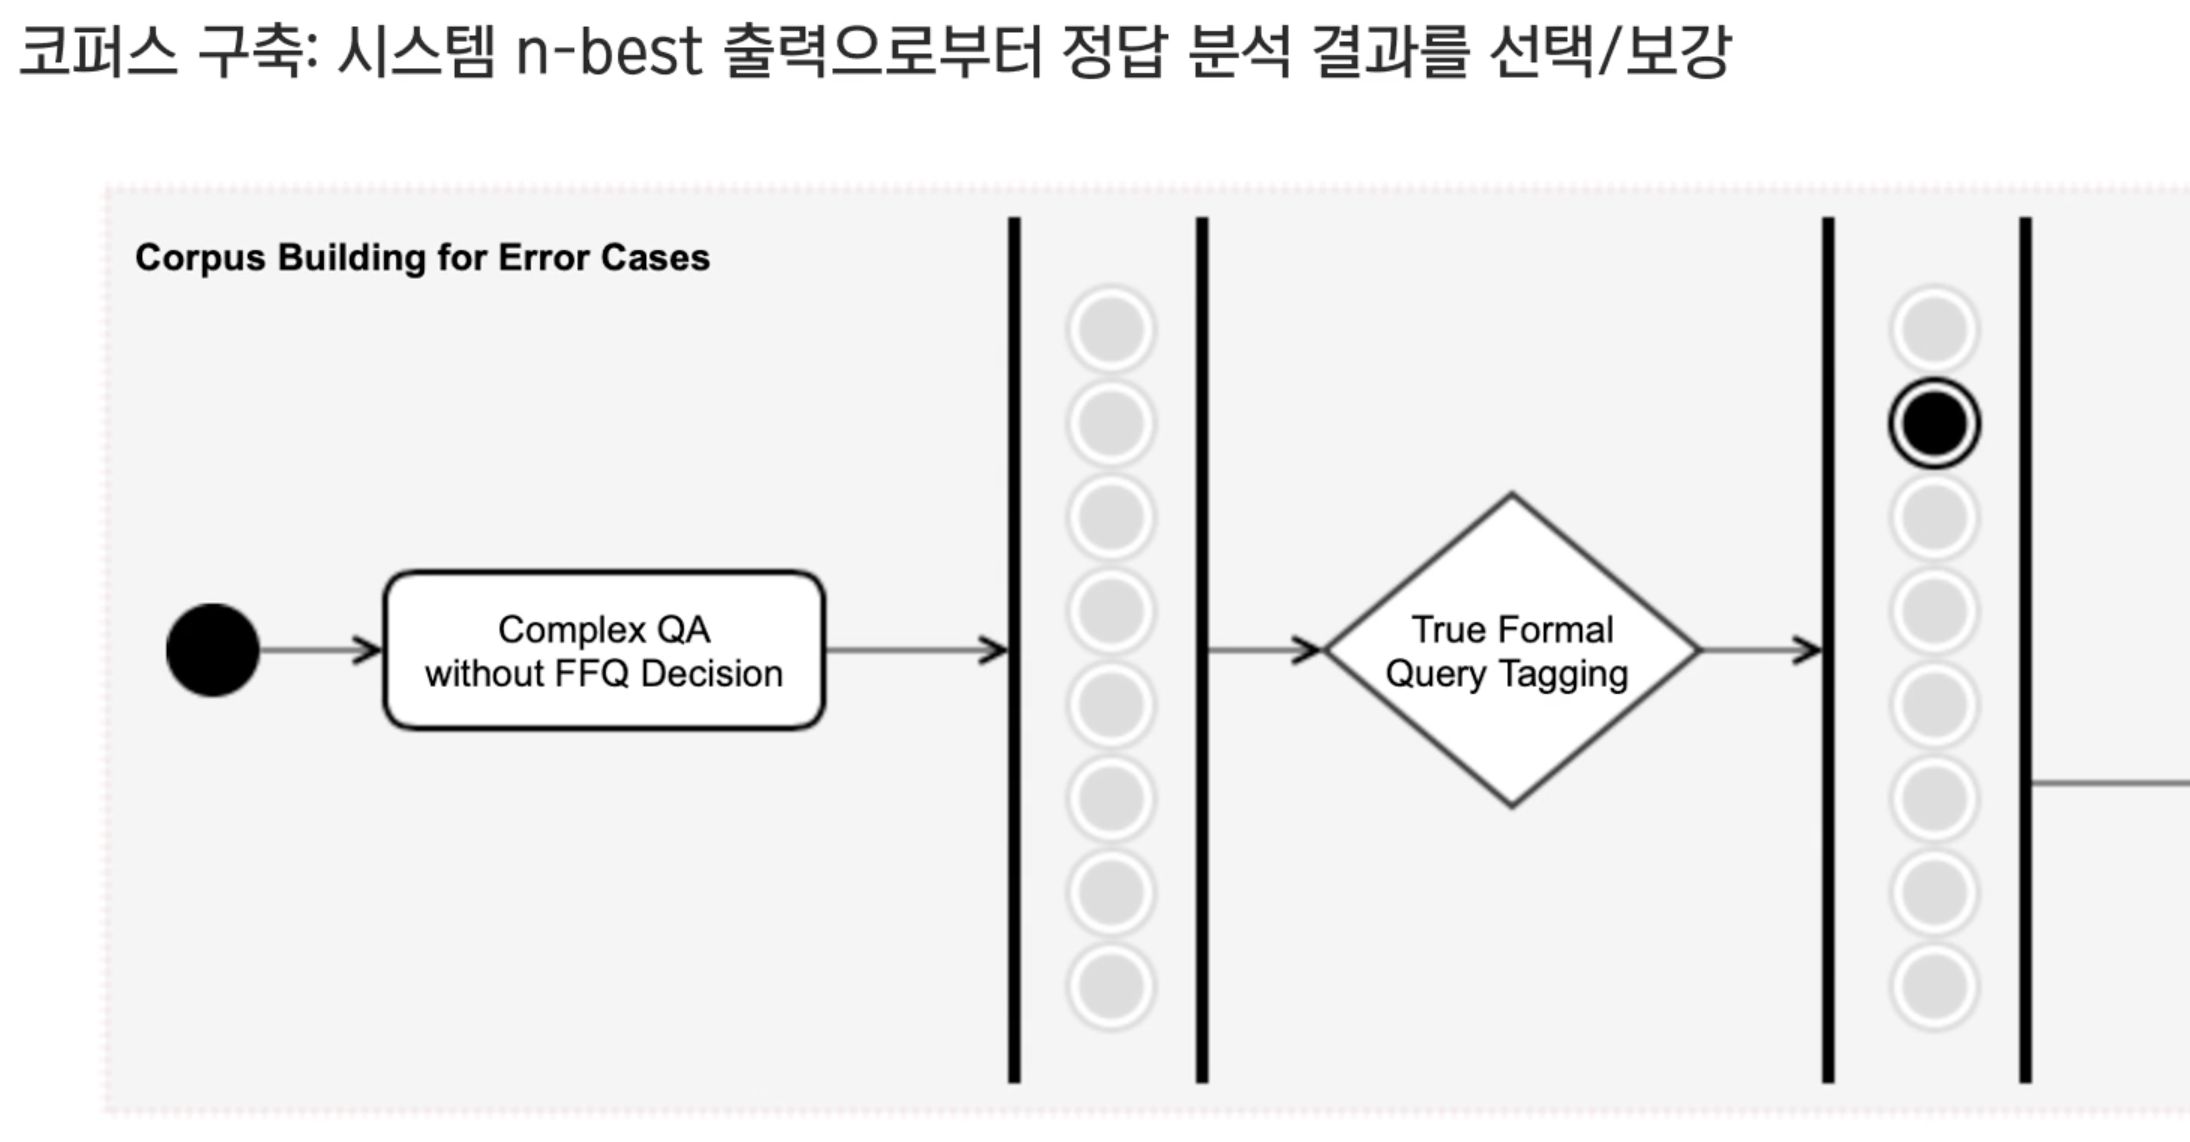 코퍼스 구축: 시스템 n-best 출력으로부터 정답 분석 결과를 선택/보강
Corpus Building for Error Cases
Complex QA
without FFQ Decision
True Formal
Query Tagging